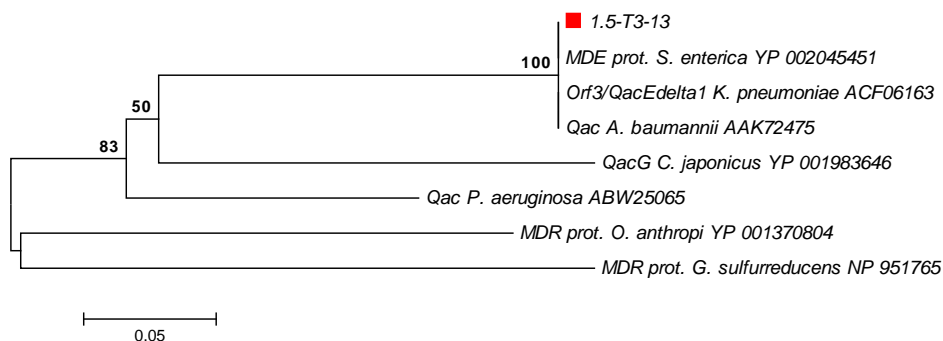 1.5-T3-13
MDE prot. S. enterica YP 002045451
100
Orf3/QacEdelta1 K. pneumoniae ACF06163
50
Qac A. baumannii AAK72475
83
QacG C. japonicus YP 001983646
Qac P. aeruginosa ABW25065
MDR prot. O. anthropi YP 001370804
MDR prot. G. sulfurreducens NP 951765
0.05